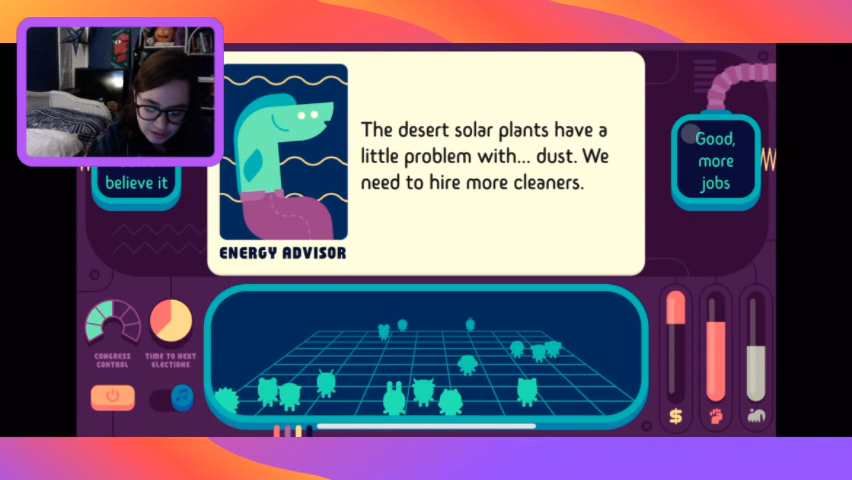 believe it
The desert solar plants have a
little problem with... dust. We
need to hire more cleaners.
ENERGY ADVISOR
Good,
more
jobs
CONGRESS
CONTROL
TIME TO NEXT
ELECTIONS
$